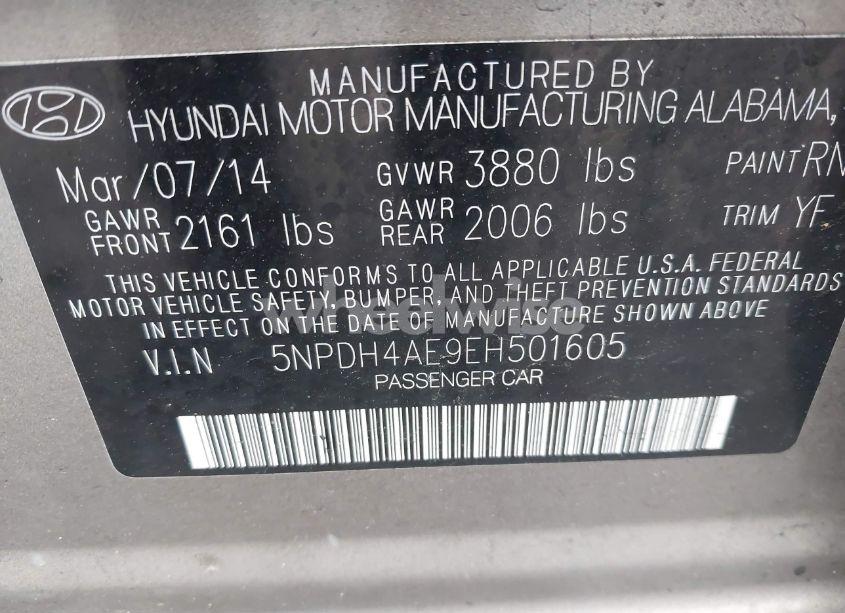 MANUFACTURED BY
HYUNDAI MOTOR MANUFACTURING ALABAMA,
Mar/07/14 GVWR 3880 lbs PAINT RN
GAWR FRONT 2161 lbs GAWR REAR 2006 lbs TRIM YF
THIS VEHICLE CONFORMS TO ALL APPLICABLE U.S.A. FEDERAL
MOTOR VEHICLE SAFETY, BUMPER, AND THEFT PREVENTION STANDARDS
IN EFFECT ON THE DATE OF MANUFACTURE SHOWN ABOVE
V.I.N 5NPDH4AE9EH501605
PASSENGER CAR
wheelwise